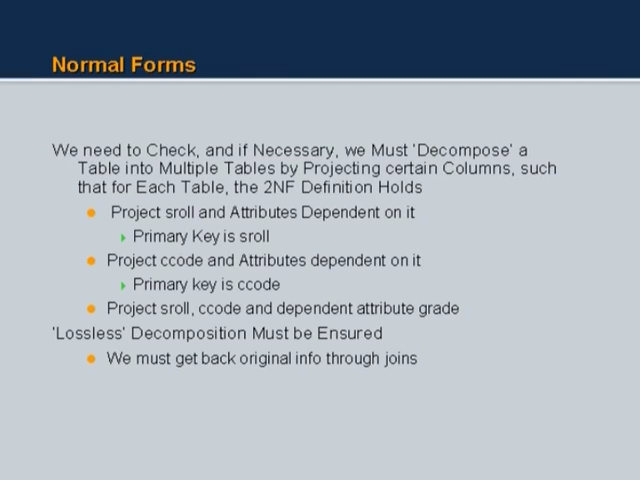 Normal Forms
We need to Check, and if Necessary, we Must 'Decompose' a
Table into Multiple Tables by Projecting certain Columns, such
that for Each Table, the 2NF Definition Holds
Project sroll and Attributes Dependent on it
Primary Key is sroll
Project ccode and Attributes dependent on it
Primary key is ccode
Project sroll, ccode and dependent attribute grade
'Lossless' Decomposition Must be Ensured
We must get back original info through joins